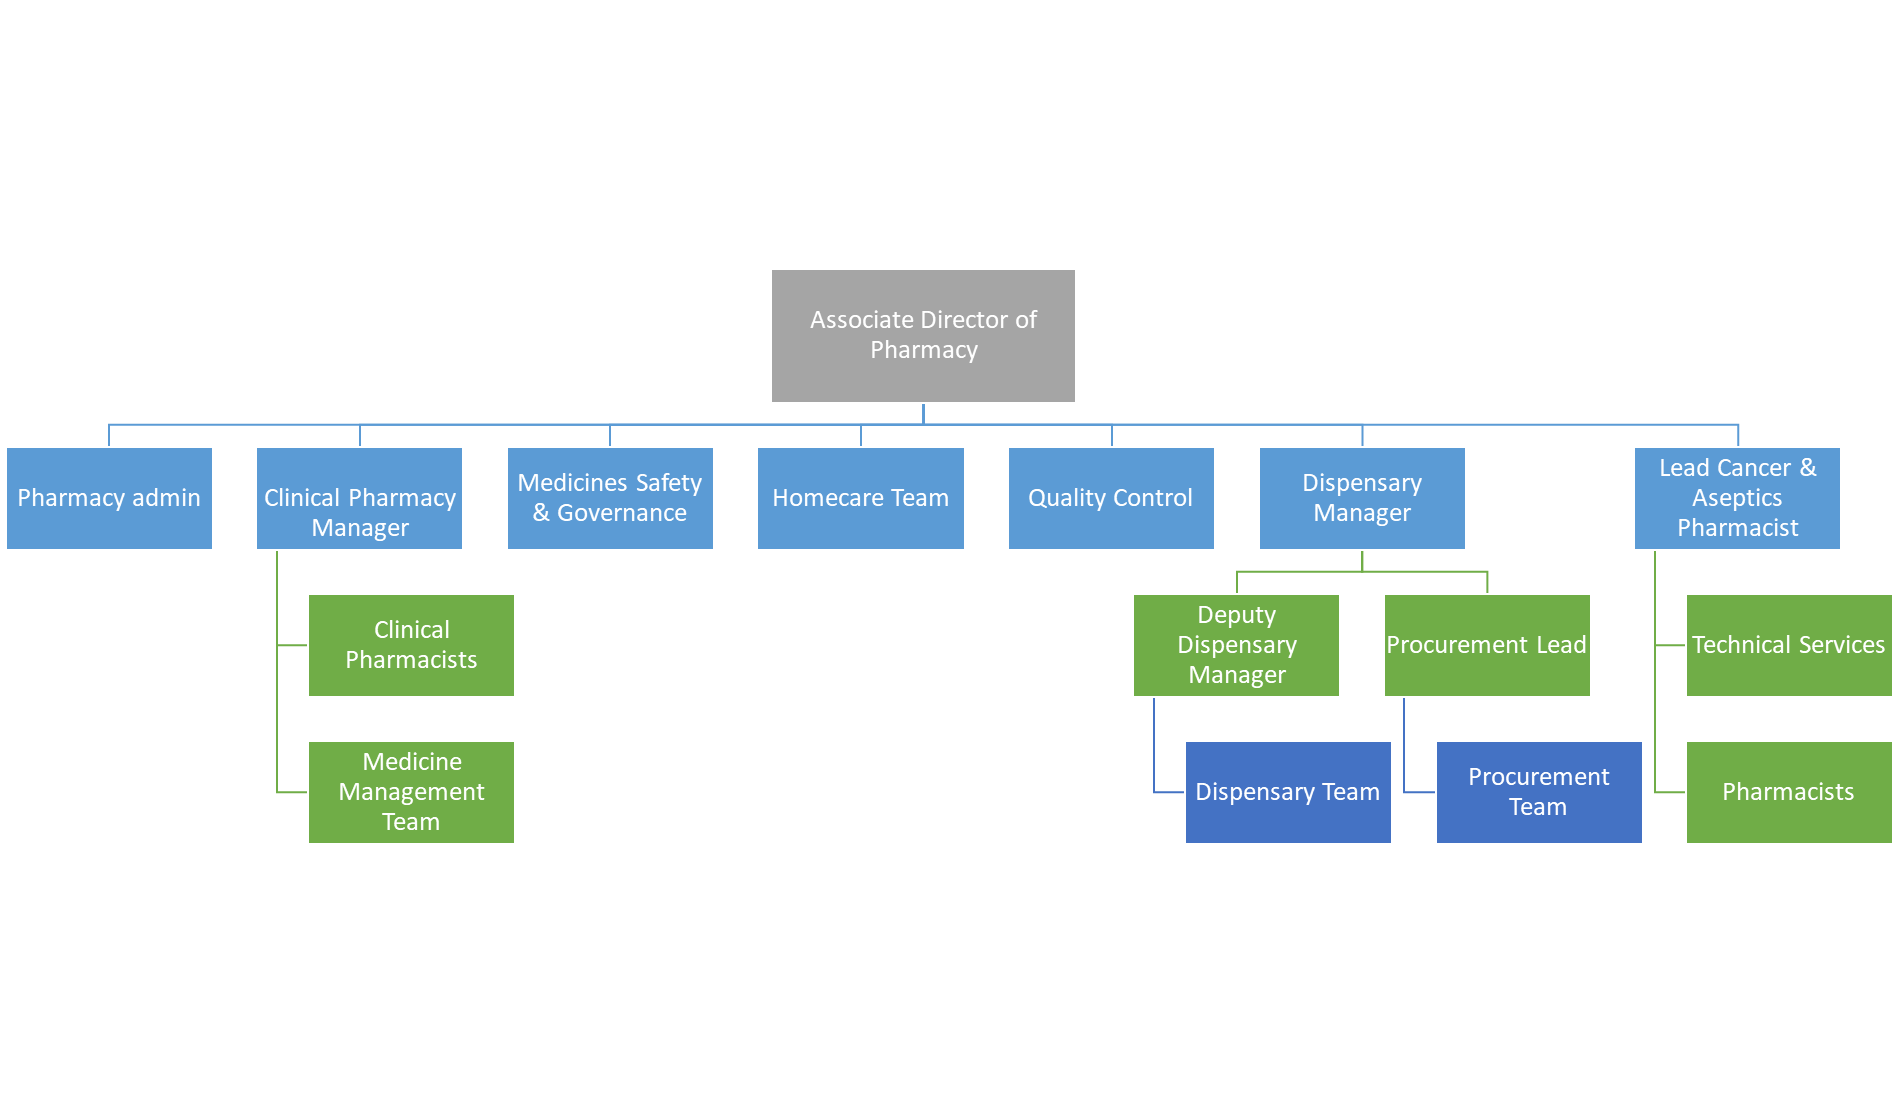 Associate Director of
Pharmacy
Pharmacy admin
Clinical Pharmacy
Manager
Medicines Safety
& Governance
Homecare Team
Quality Control
Dispensary
Manager
Lead Cancer &
Aseptics
Pharmacist
Clinical
Pharmacists
Deputy
Dispensary
Manager
Procurement Lead
Technical Services
Medicine
Management
Team
Dispensary Team
Procurement
Team
Pharmacists